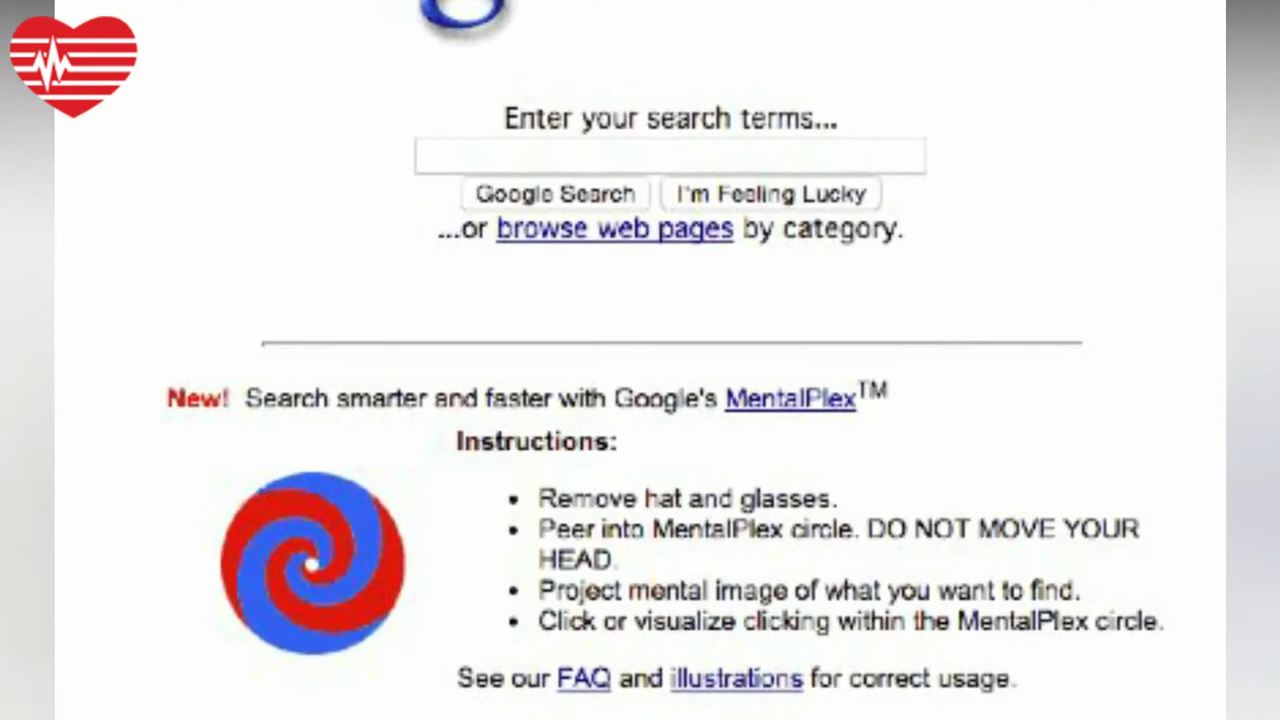 Enter your search terms...
Google Search I'm Feeling Lucky
...or browse web pages by category.
New! Search smarter and faster with Google's MentalPlex™
Instructions:
• Remove hat and glasses.
• Peer into MentalPlex circle. DO NOT MOVE YOUR
HEAD.
• Project mental image of what you want to find.
• Click or visualize clicking within the MentalPlex circle.
See our FAQ and illustrations for correct usage.